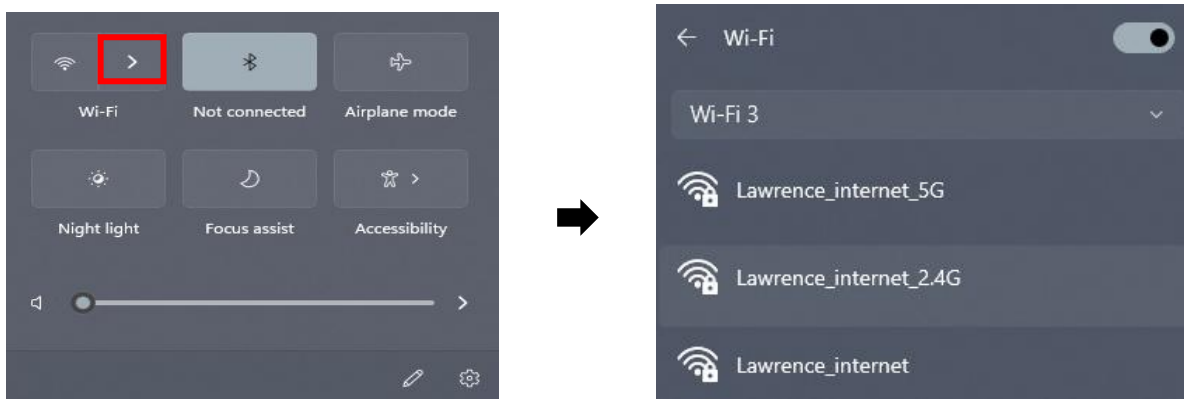 Wi-Fi
Not connected
Airplane mode
Night light
Focus assist
Accessibility
Wi-Fi
Wi-Fi 3
Lawrence_internet_5G
Lawrence_internet_2.4G
Lawrence_internet